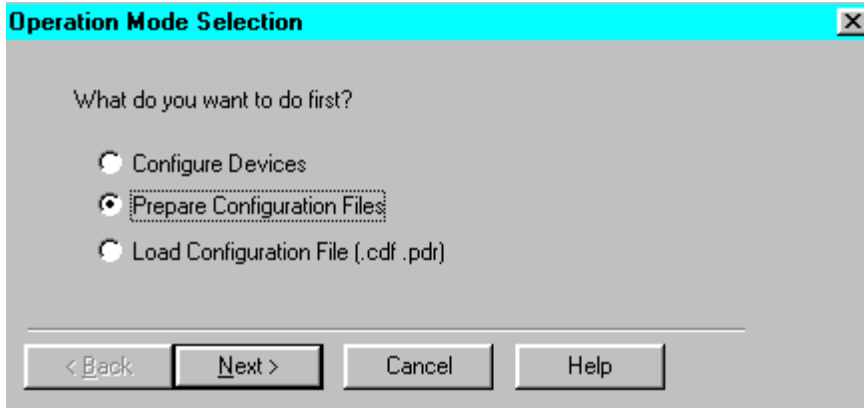 Operation Mode Selection
What do you want to do first?
Configure Devices
Prepare Configuration Files
Load Configuration File (.cdf .pdr)
< Back Next > Cancel Help